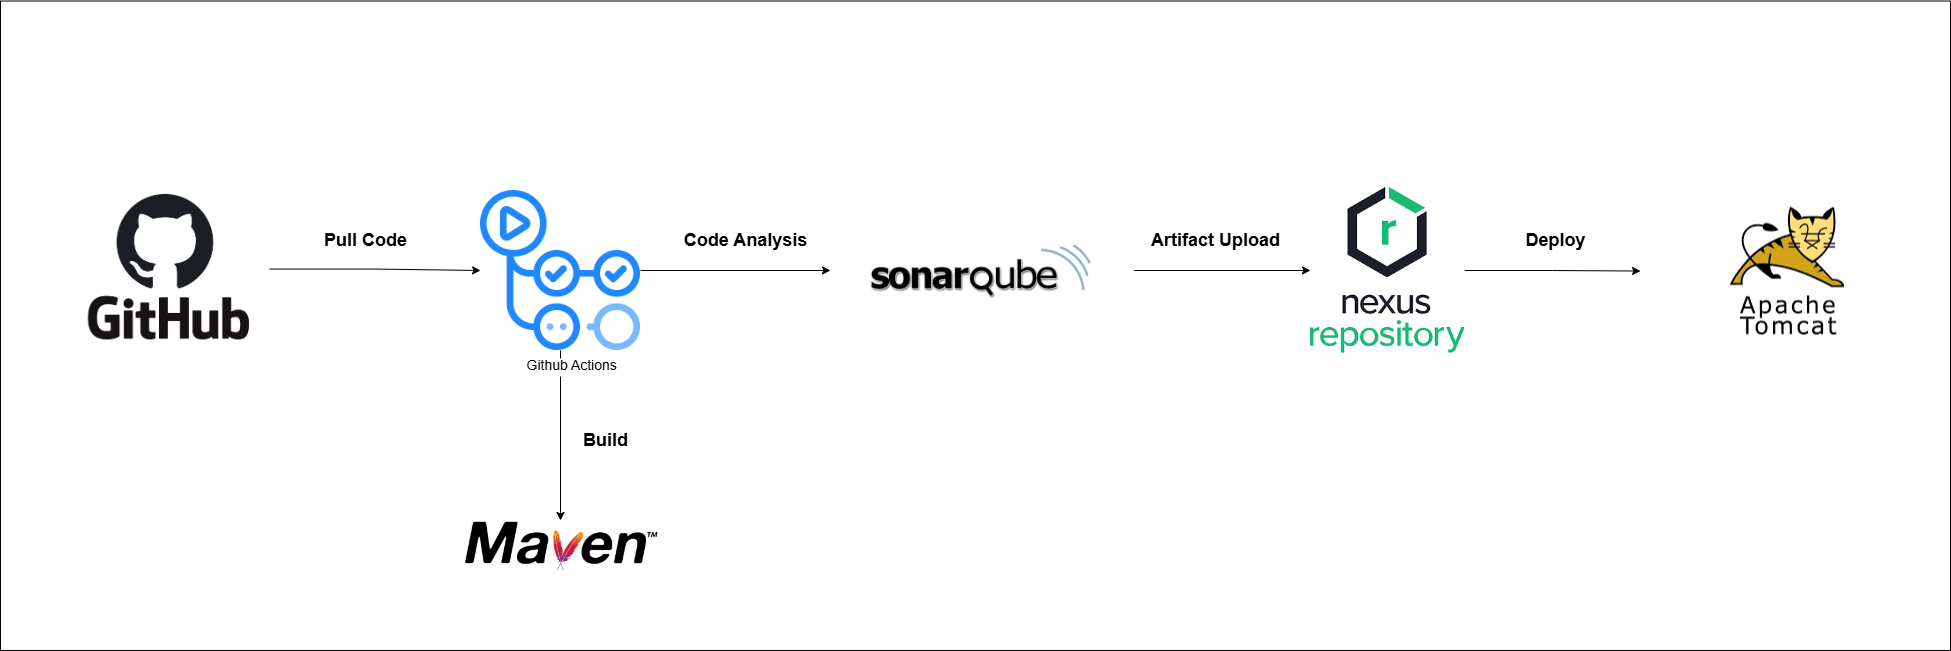 GitHub
Pull Code
Github Actions
Code Analysis
Build
Maven™
sonarqube
Artifact Upload
r
nexus
repository
Deploy
Apache
Tomcat